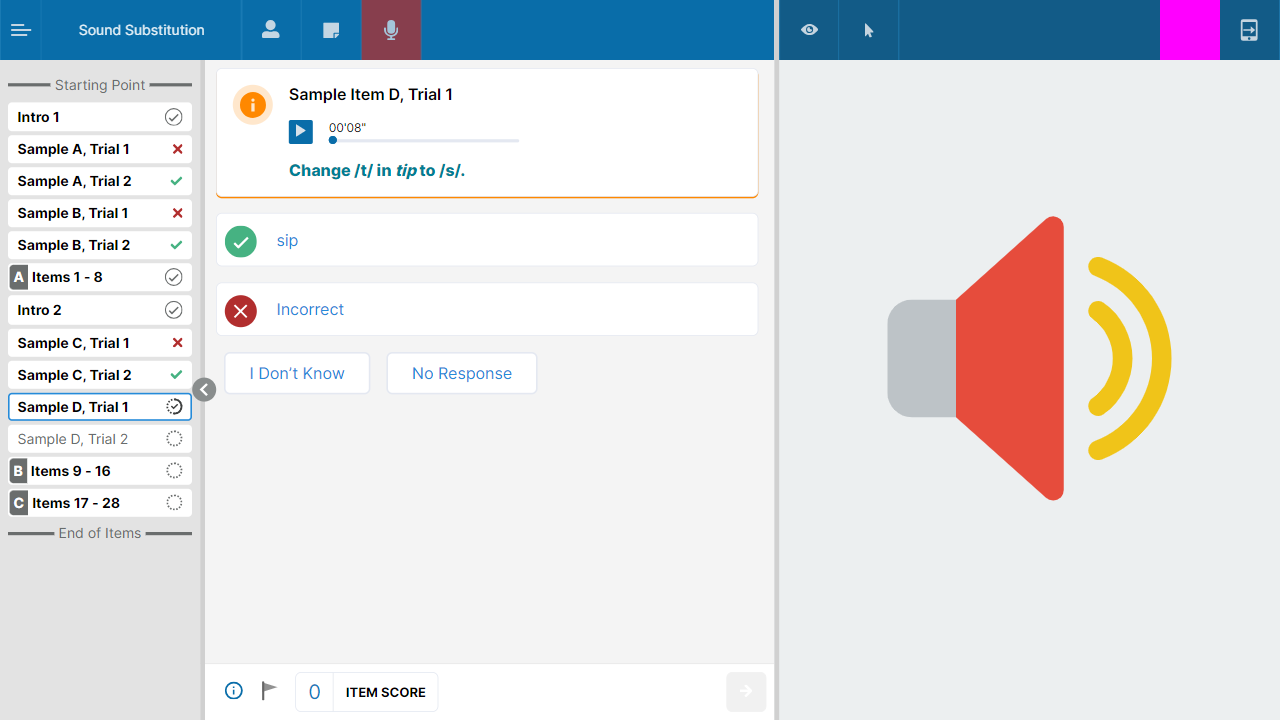 Sound Substitution
Starting Point
Intro 1
Sample A, Trial 1
Sample A, Trial 2
Sample B, Trial 1
Sample B, Trial 2
A Items 1 - 8
Intro 2
Sample C, Trial 1
Sample C, Trial 2
Sample D, Trial 1
Sample D, Trial 2
B Items 9 - 16
C Items 17 - 28
End of Items
Sample Item D, Trial 1
00'08"
Change /t/ in tip to /s/.
sip
Incorrect
I Don’t Know
No Response
0 ITEM SCORE